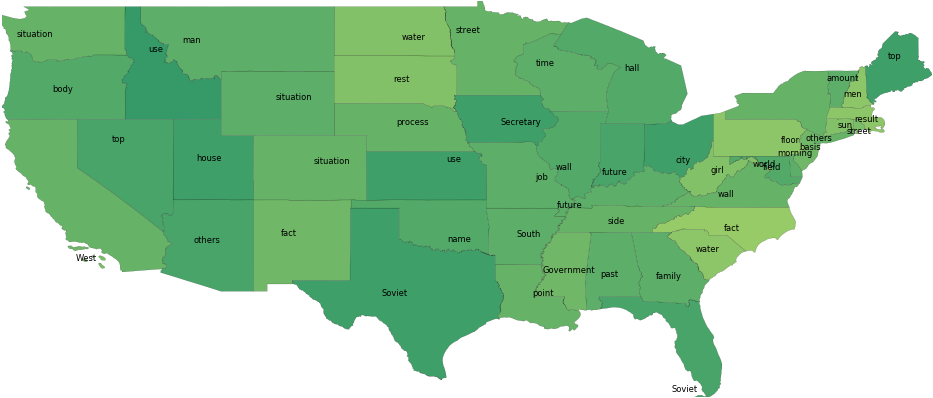 situation
use
man
water
street
time
hall
top
body
situation
rest
amount
men
top
process
Secretary
result
sun
street
house
situation
use
job
wall
future
city
girl
floor
others
basis
morning
world
field
wall
West
others
fact
name
South
future
side
fact
water
Soviet
point
Government
past
family
Soviet